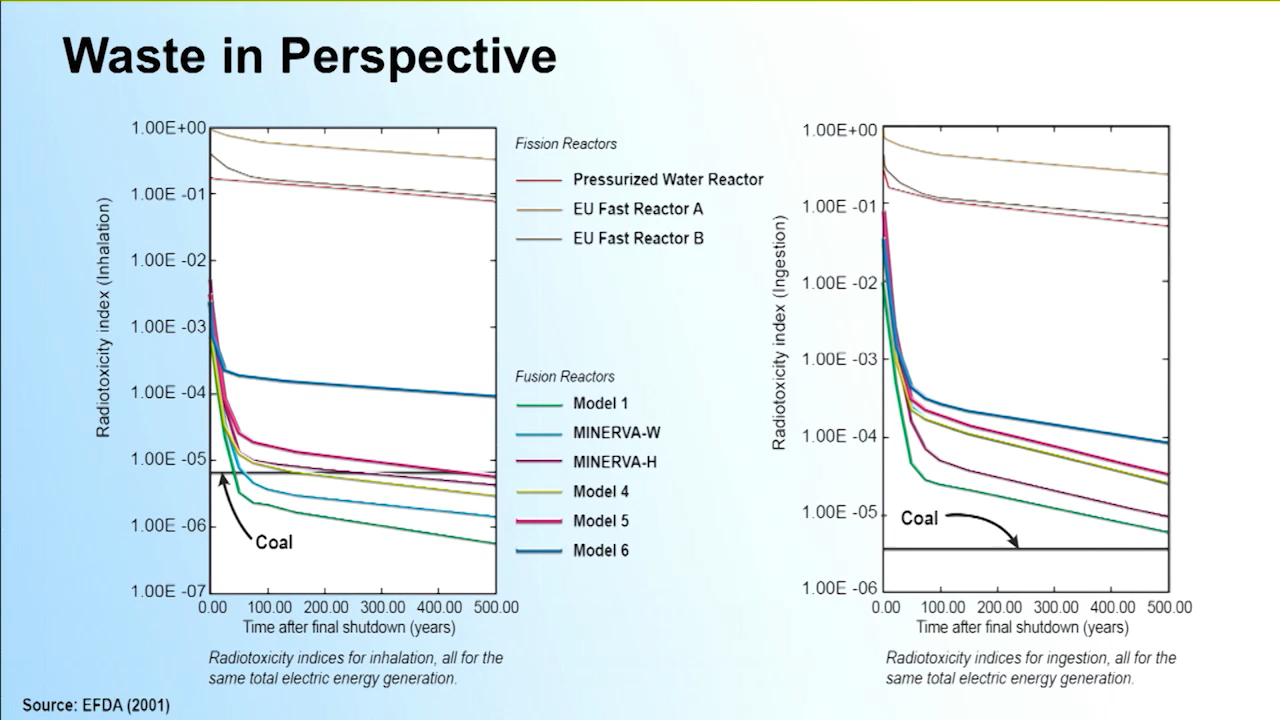 Waste in Perspective
Radiotoxicity index (Inhalation)
1.00E+00
1.00E -01
1.00E -02
1.00E -03
1.00E -04
1.00E -05
1.00E -06
1.00E -07
Coal
0.00 100.00 200.00 300.00 400.00 500.00
Time after final shutdown (years)
Radiotoxicity indices for inhalation, all for the
same total electric energy generation.
Fission Reactors
Pressurized Water Reactor
EU Fast Reactor A
EU Fast Reactor B
Fusion Reactors
Model 1
MINERVA-W
MINERVA-H
Model 4
Model 5
Model 6
Radiotoxicity index (Ingestion)
1.00E+00
1.00E -01
1.00E -02
1.00E -03
1.00E -04
1.00E -05
1.00E -06
Coal
0.00 100.00 200.00 300.00 400.00 500.00
Time after final shutdown (years)
Radiotoxicity indices for ingestion, all for the
same total electric energy generation.
Source: EFDA (2001)